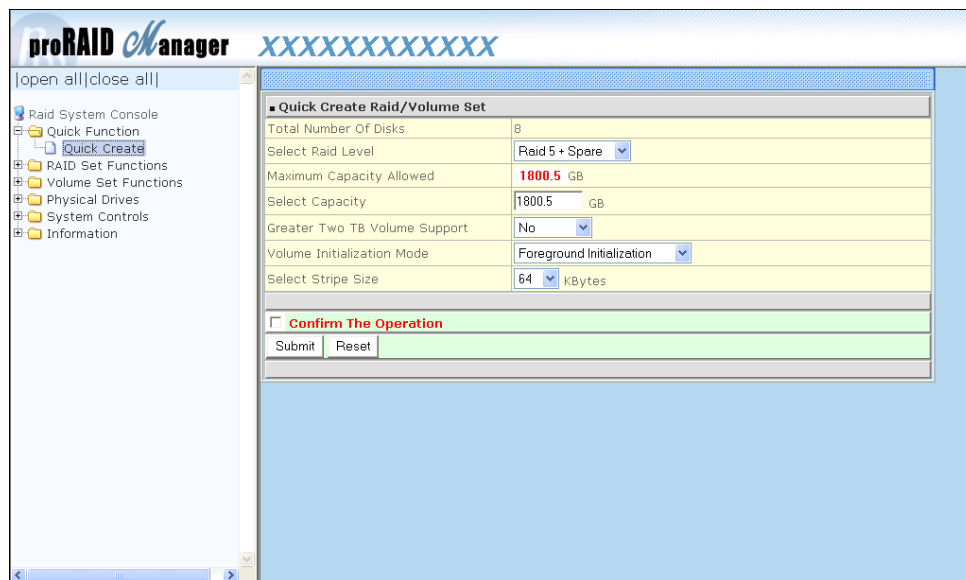 proRAID Manager XXXXXXXXXXXX
|open all|close all|
Raid System Console
Quick Function
Quick Create
RAID Set Functions
Volume Set Functions
Physical Drives
System Controls
Information
Quick Create Raid/Volume Set
Total Number Of Disks 8
Select Raid Level Raid 5 + Spare
Maximum Capacity Allowed 1800.5 GB
Select Capacity 1800.5 GB
Greater Two TB Volume Support No
Volume Initialization Mode Foreground Initialization
Select Stripe Size 64 KBytes
Confirm The Operation
Submit Reset